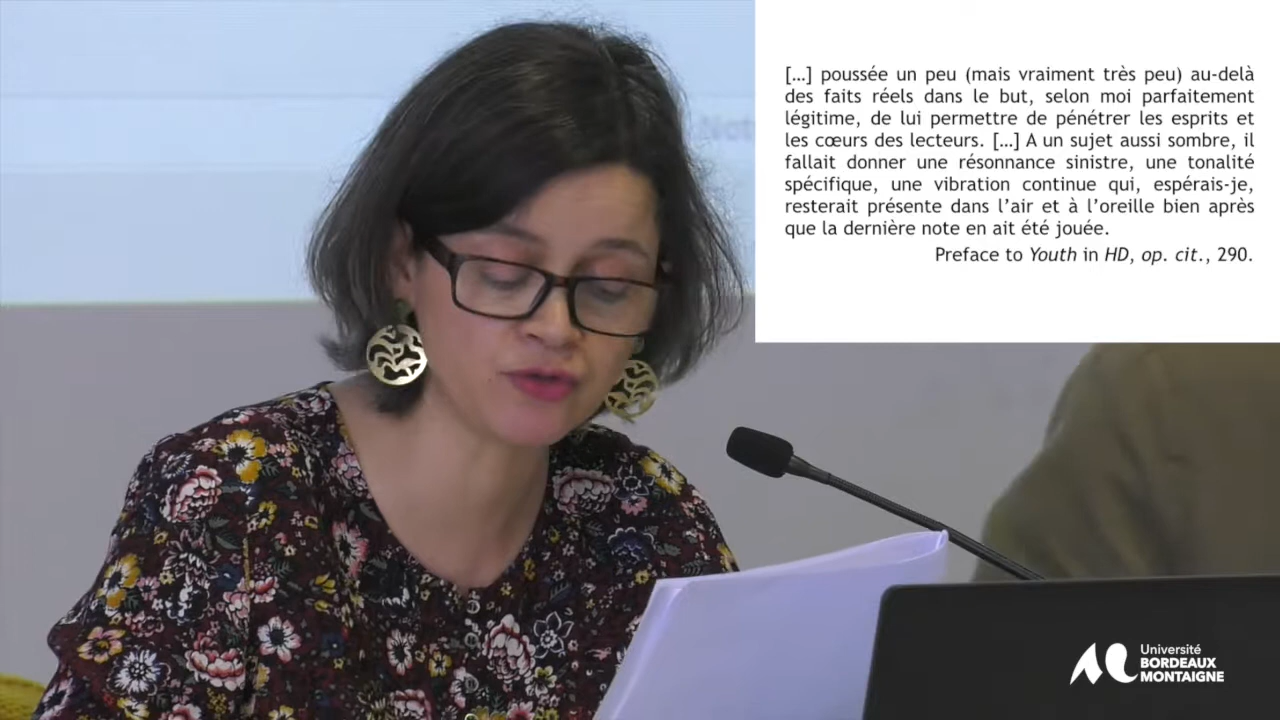 […] poussée un peu (mais vraiment très peu) au-delà
des faits réels dans le but, selon moi parfaitement
légitime, de lui permettre de pénétrer les esprits et
les cœurs des lecteurs. […] A un sujet aussi sombre, il
fallait donner une résonnance sinistre, une tonalité
spécifique, une vibration continue qui, espérais-je,
resterait présente dans l’air et à l’oreille bien après
que la dernière note en ait été jouée.
Preface to Youth in HD, op. cit., 290.
Université
BORDEAUX
MONTAIGNE